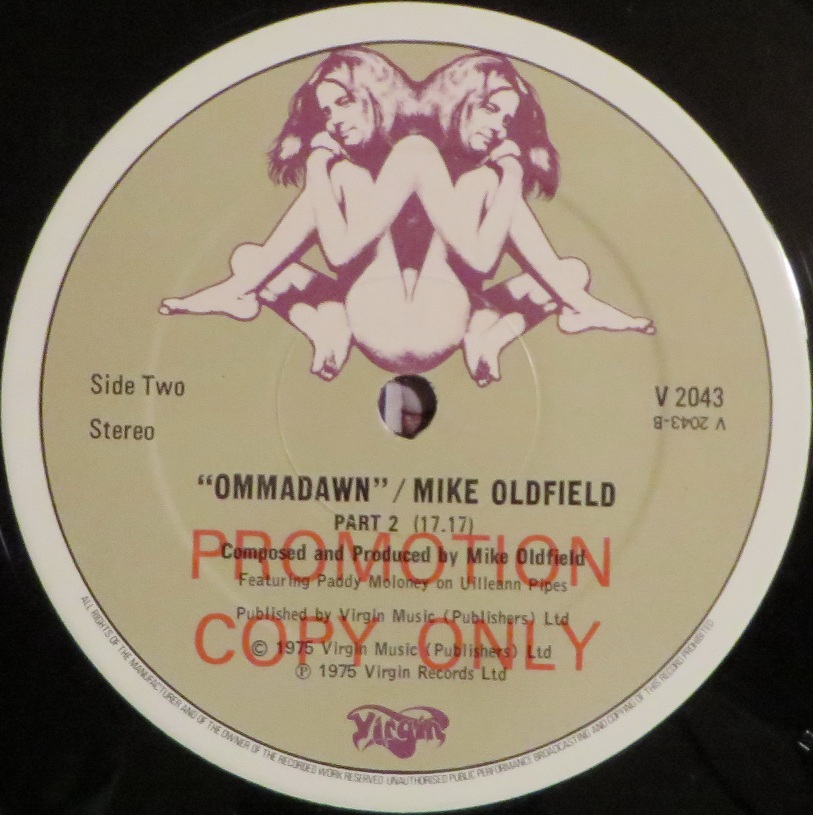 Side Two
V 2043
Stereo
V 2043-B
"OMMADAWN" / MIKE OLDFIELD
PART 2 (17.17)
PROMOTION
Composed and Produced by Mike Oldfield
Featuring Paddy Moloney on Uilleann Pipes
Published by Virgin Music (Publishers) Ltd
COPY ONLY
© 1975 Virgin Music (Publishers) Ltd
℗ 1975 Virgin Records Ltd
Virgin
ALL RIGHTS OF THE MANUFACTURER AND OF THE OWNER OF THE RECORDED WORK RESERVED · UNAUTHORISED PUBLIC PERFORMANCE BROADCASTING AND COPYING OF THIS RECORD PROHIBITED